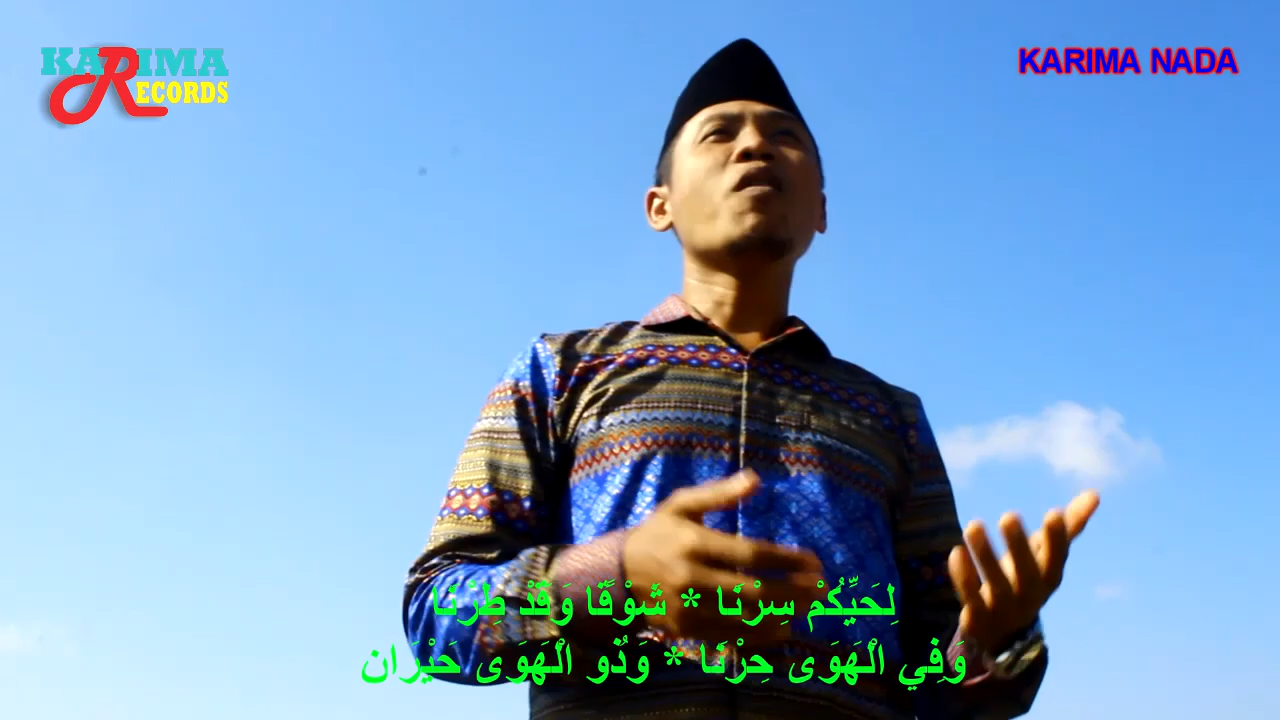 KARIMA
RECORDS
KARIMA NADA
لِحَيِّكُمْ سِرْنَا * شَوْقًا وَقَدْ طِرْنَا
وَفِي الْهَوَى حِرْنَا * وَذُو الْهَوَى حَيْرَان